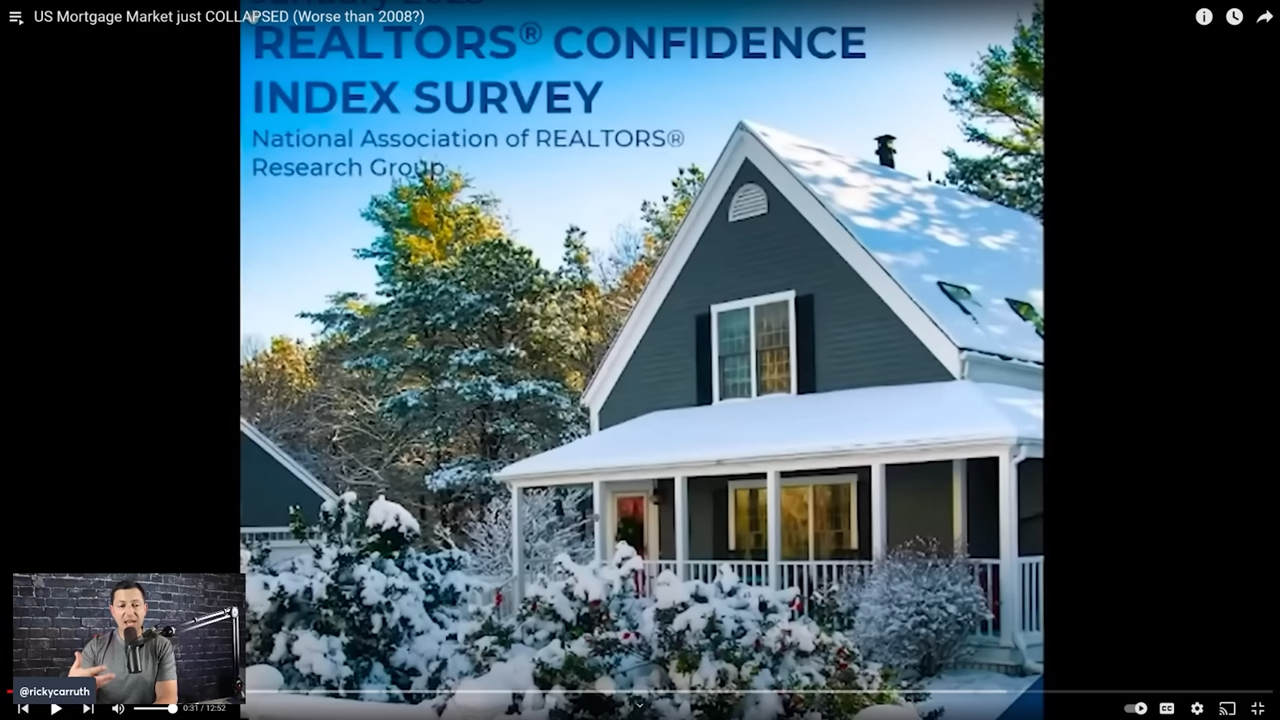 US Mortgage Market just COLLAPSED (Worse than 2008?)
REALTORS® CONFIDENCE
INDEX SURVEY
National Association of REALTORS®
Research Group
@rickycarruth
0:31 / 12:52
CC